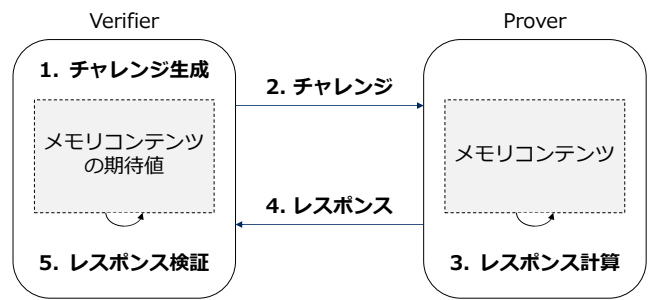 Verifier
Prover
1. チャレンジ生成
2. チャレンジ
メモリコンテンツ
の期待値
メモリコンテンツ
4. レスポンス
5. レスポンス検証
3. レスポンス計算